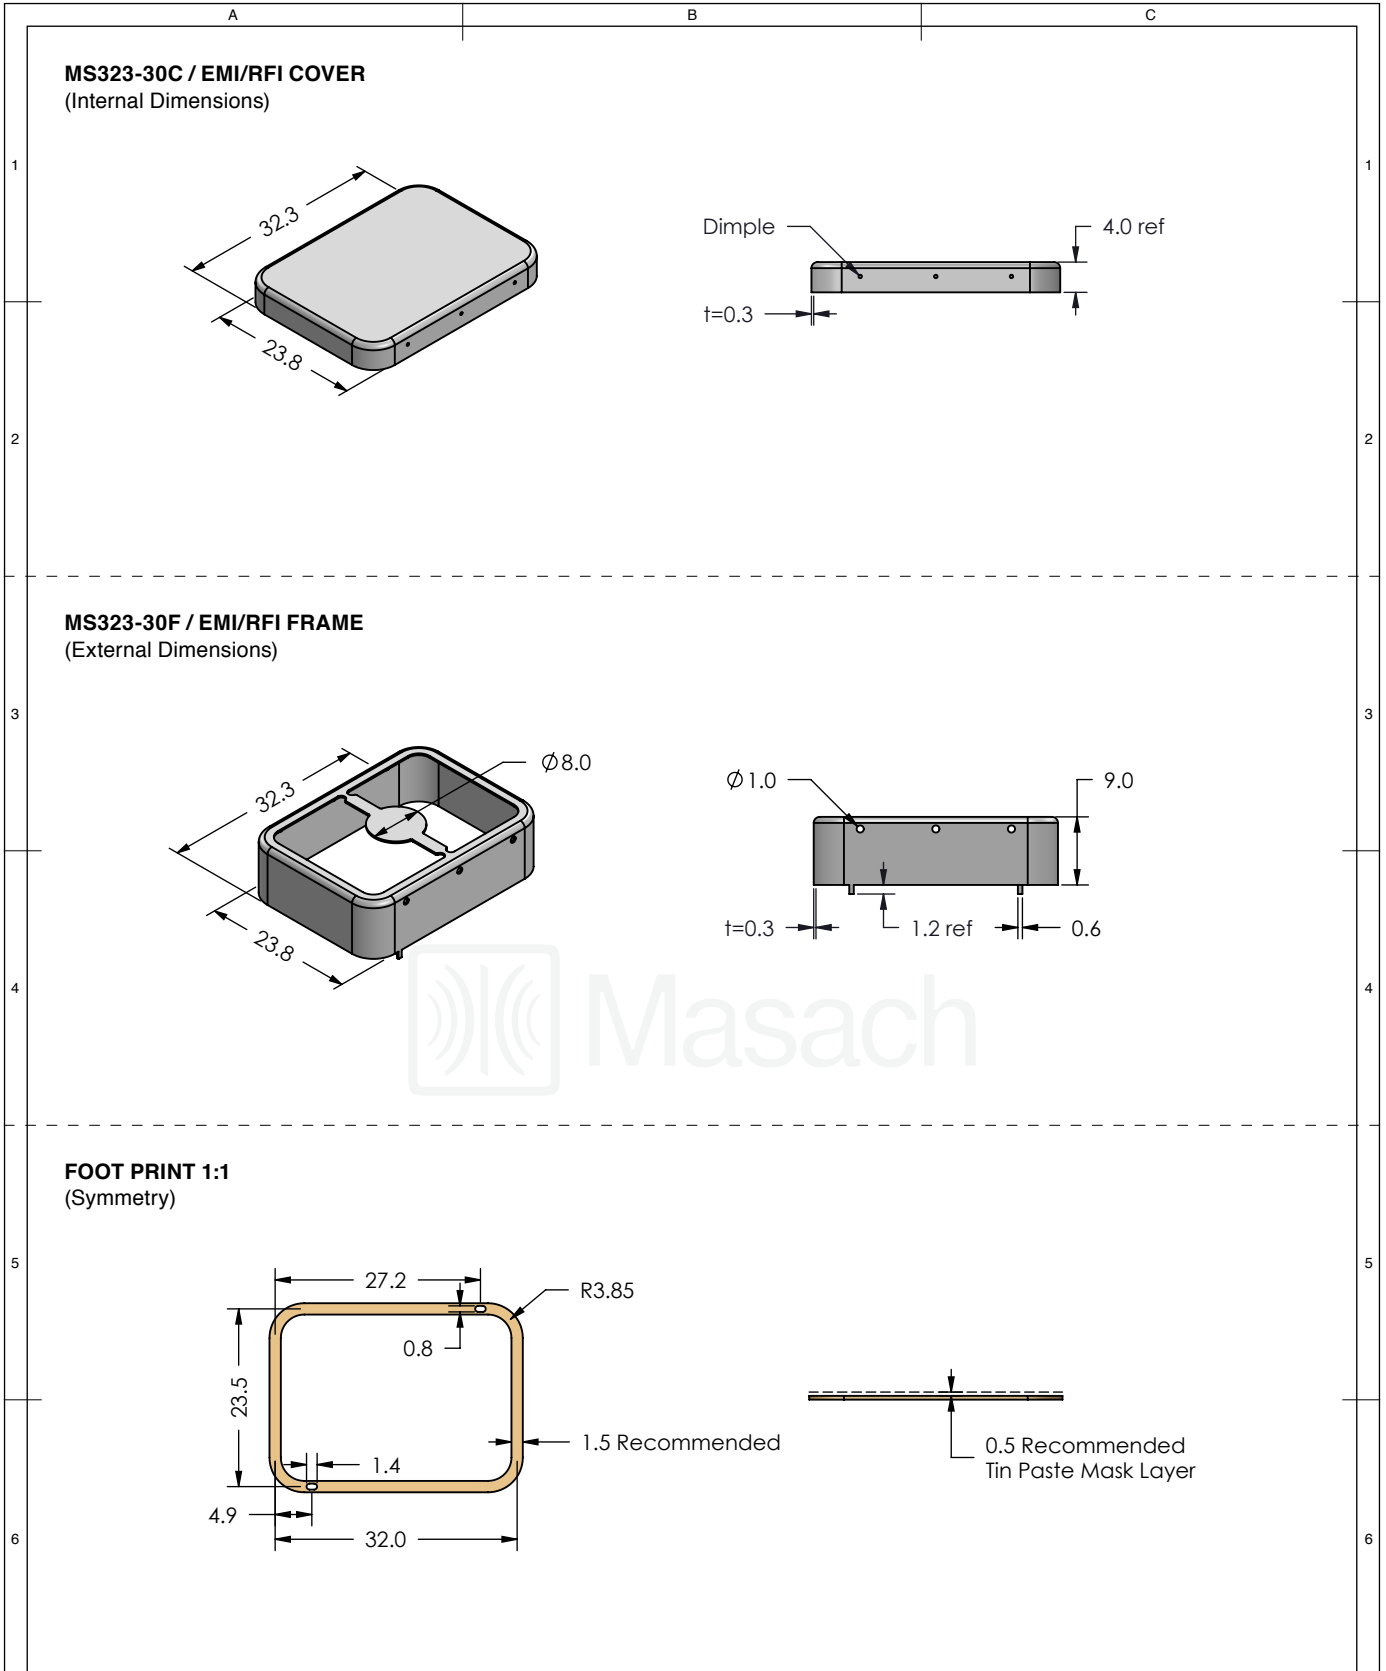 A B C
MS323-30C / EMI/RFI COVER
(Internal Dimensions)
1 1
32.3
23.8
Dimple
4.0 ref
t=0.3
2 2
MS323-30F / EMI/RFI FRAME
(External Dimensions)
3 3
32.3
Ø8.0
23.8
Ø1.0
9.0
t=0.3
1.2 ref
0.6
4 4
Masach
FOOT PRINT 1:1
(Symmetry)
5 5
27.2
R3.85
0.8
23.5
1.5 Recommended
1.4
4.9
32.0
0.5 Recommended
Tin Paste Mask Layer
6 6